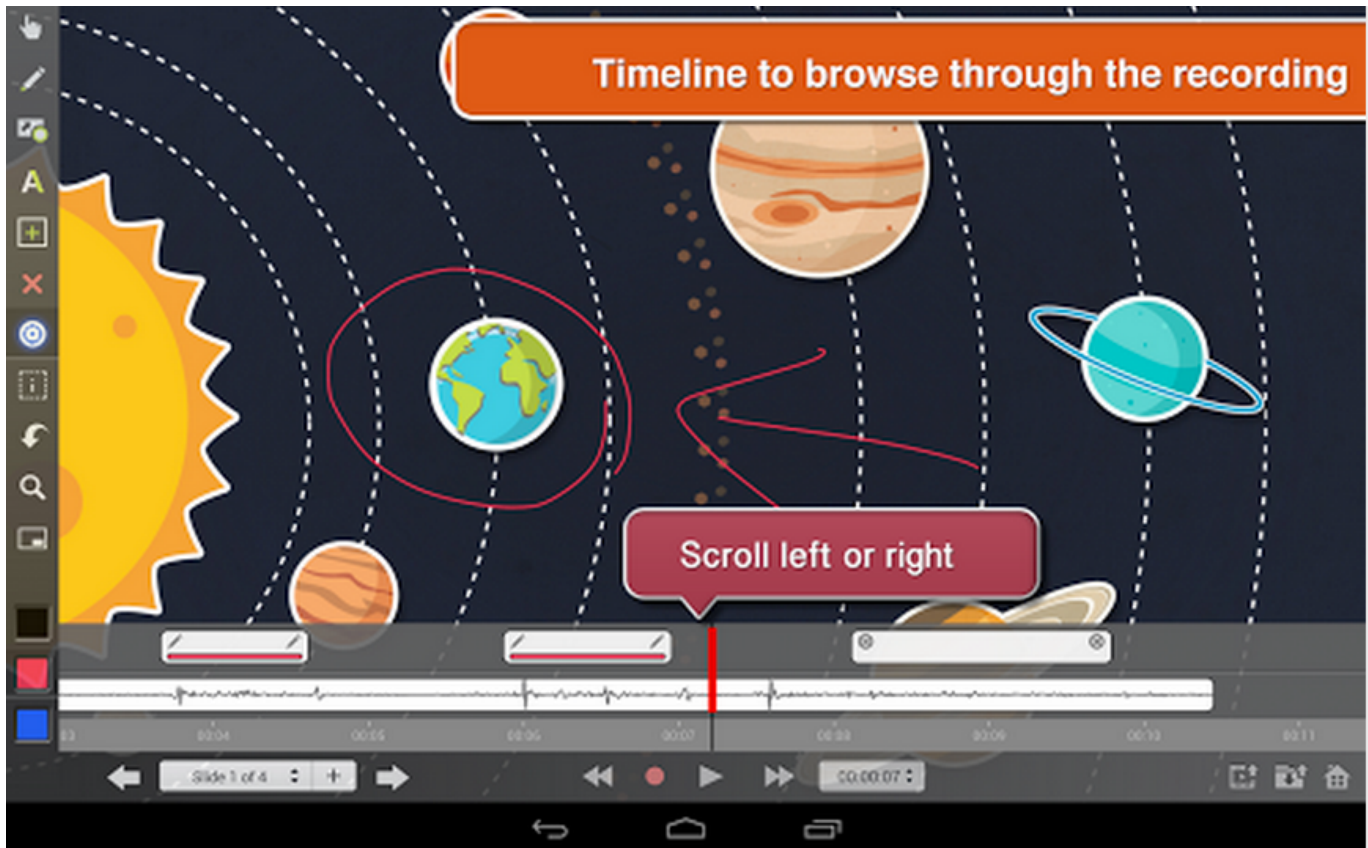 Timeline to browse through the recording
A
Scroll left or right
00:04 00:05 00:06 00:07 00:08 00:09 00:10 00:11
Slide 1 of 4 + 00:00:07